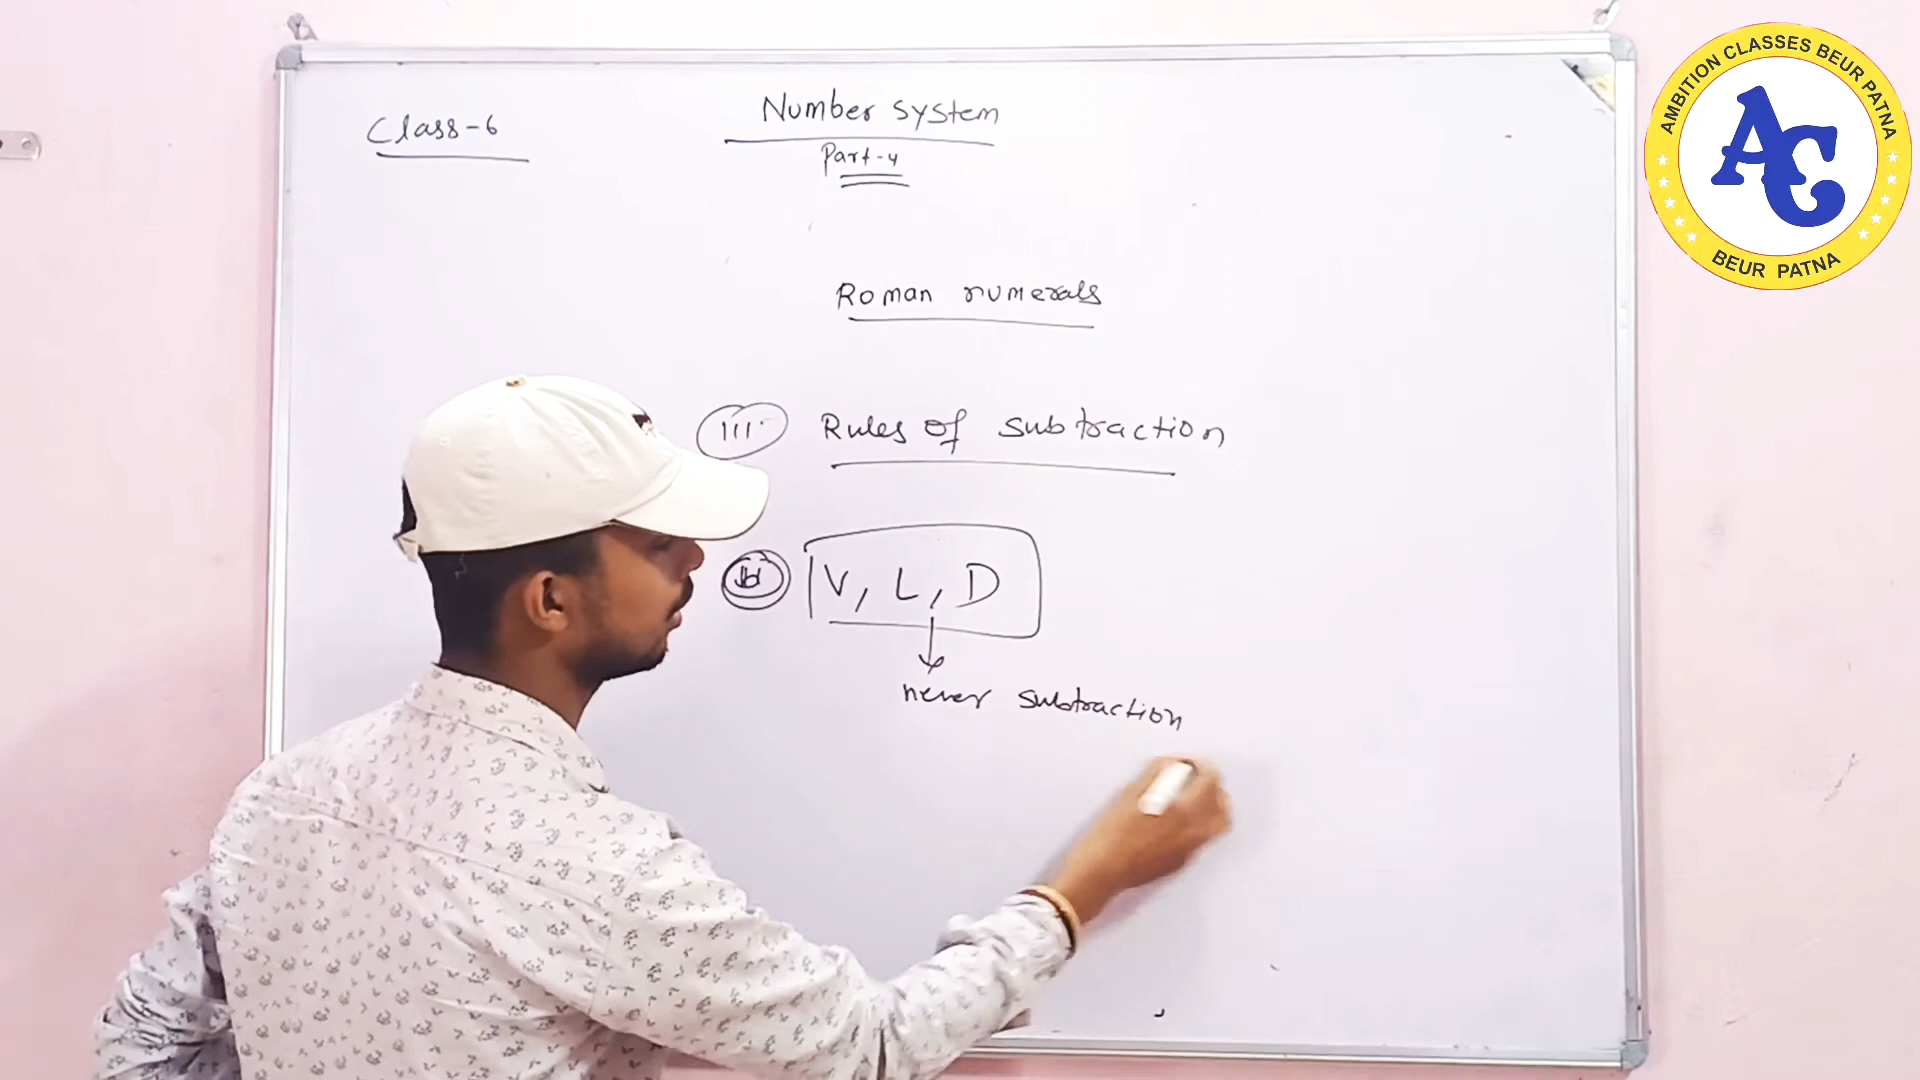 Class-6
Number system
Part-4
Roman numerals
III. Rules of subtraction
b V, L, D
never subtraction
AMBITION CLASSES BEUR PATNA
AC
BEUR PATNA